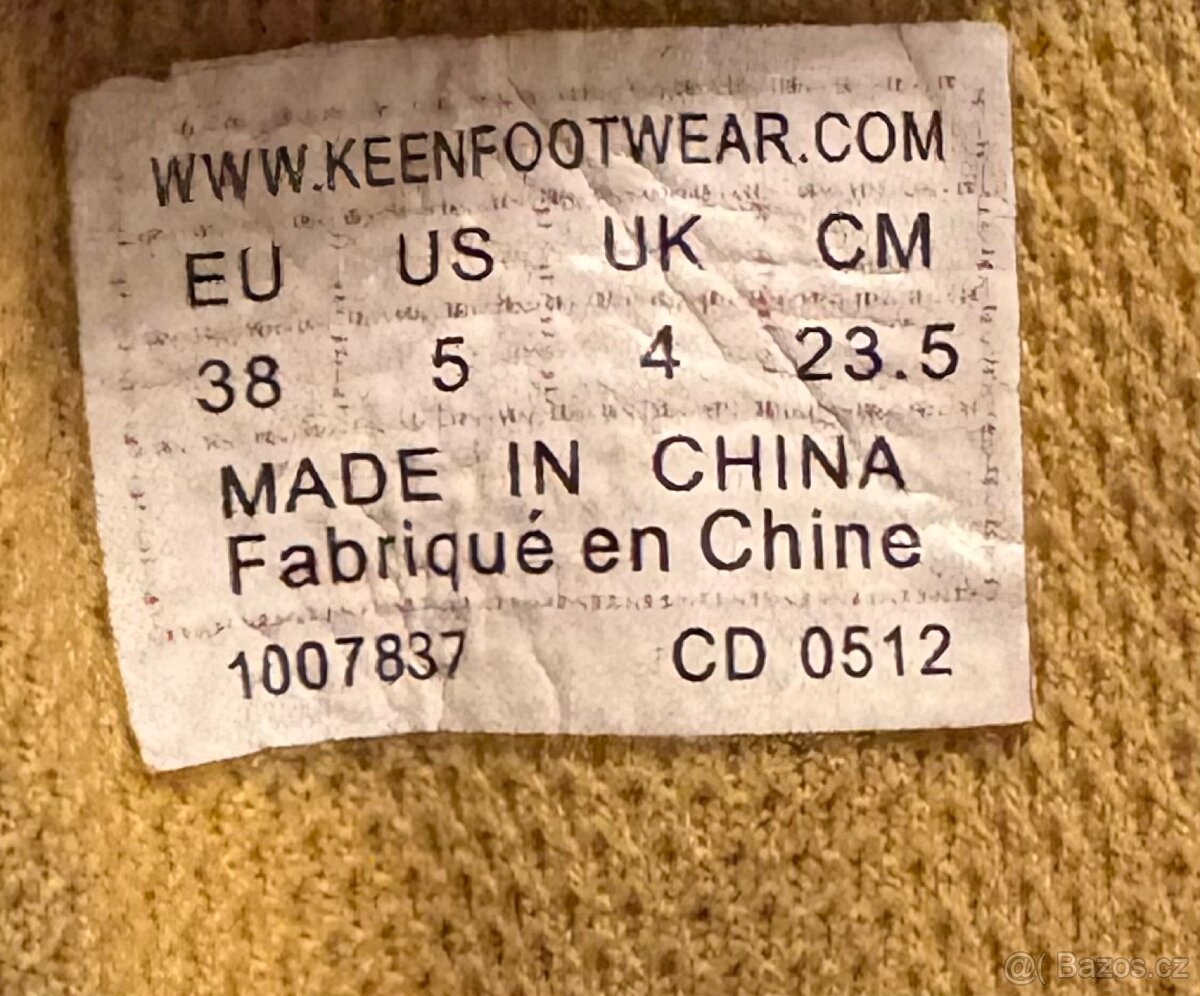 WWW.KEENFOOTWEAR.COM
EU US UK CM
38 5 4 23.5
MADE IN CHINA
Fabriqué en Chine
1007837 CD 0512
@( Bazos.cz